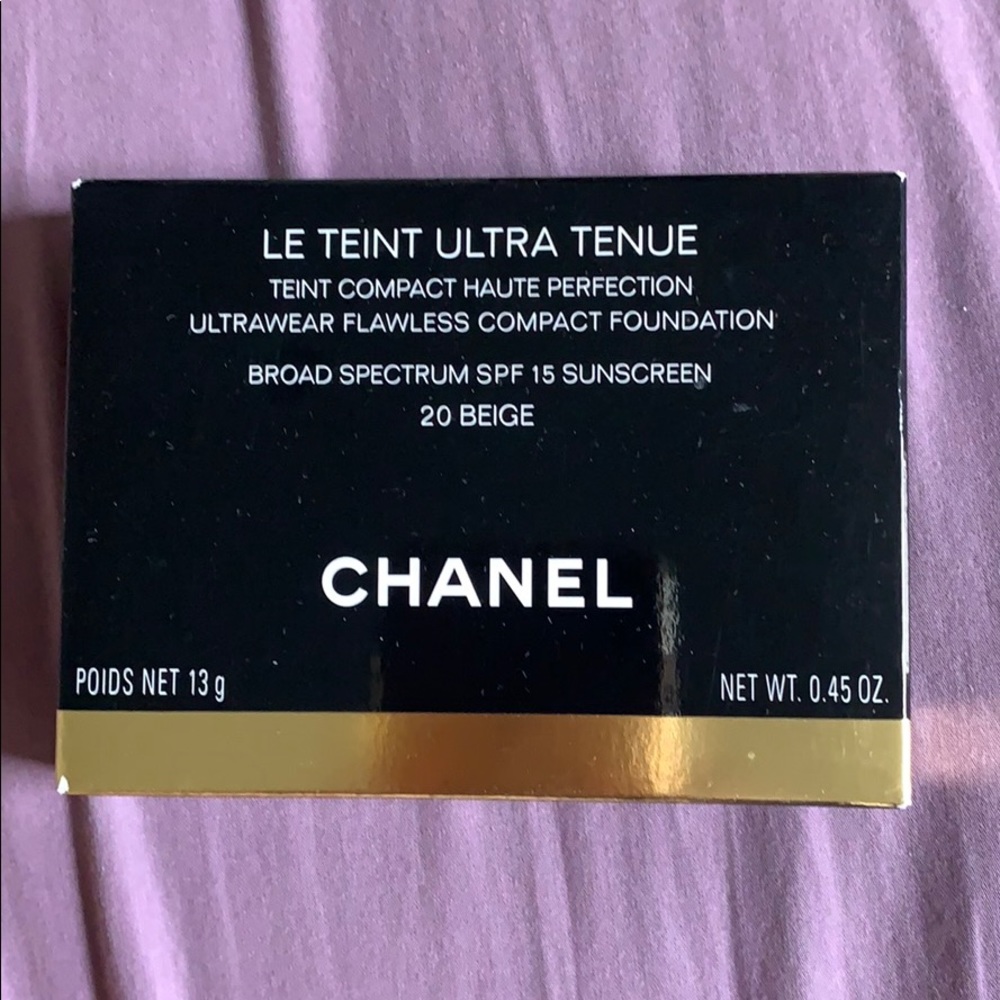 LE TEINT ULTRA TENUE
TEINT COMPACT HAUTE PERFECTION
ULTRAWEAR FLAWLESS COMPACT FOUNDATION
BROAD SPECTRUM SPF 15 SUNSCREEN
20 BEIGE
CHANEL
POIDS NET 13 g
NET WT. 0.45 OZ.